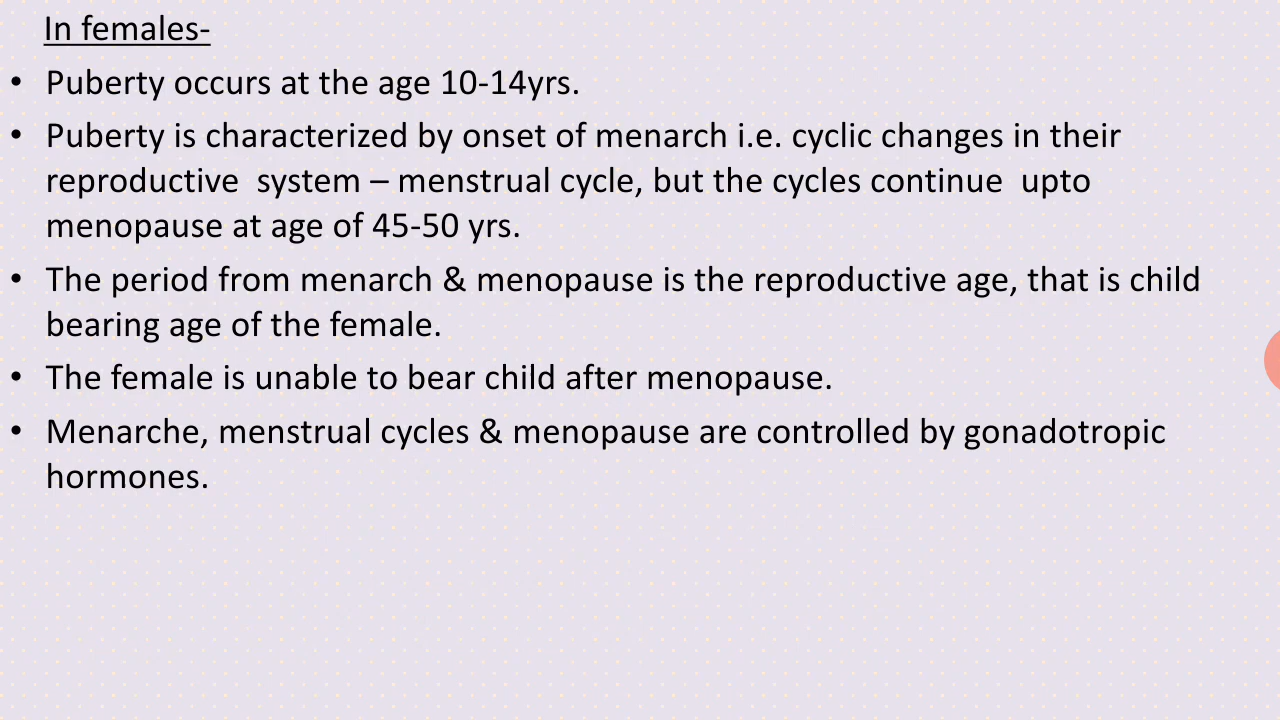 In females-
• Puberty occurs at the age 10-14yrs.
• Puberty is characterized by onset of menarch i.e. cyclic changes in their
reproductive  system – menstrual cycle, but the cycles continue  upto
menopause at age of 45-50 yrs.
• The period from menarch & menopause is the reproductive age, that is child
bearing age of the female.
• The female is unable to bear child after menopause.
• Menarche, menstrual cycles & menopause are controlled by gonadotropic
hormones.